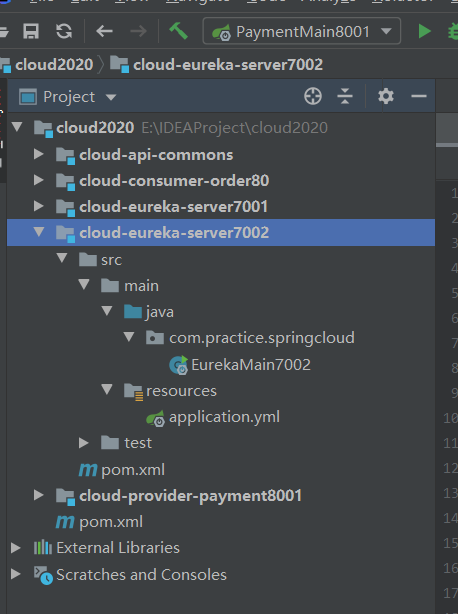 PaymentMain8001
cloud2020 cloud-eureka-server7002
Project
cloud2020 E:\IDEAProject\cloud2020
cloud-api-commons
cloud-consumer-order80
cloud-eureka-server7001
cloud-eureka-server7002
src
main
java
com.practice.springcloud
EurekaMain7002
resources
application.yml
test
pom.xml
cloud-provider-payment8001
pom.xml
External Libraries
Scratches and Consoles
1
2
3
4
5
6
7
8
9
10
11
12
13
14
15
16
17